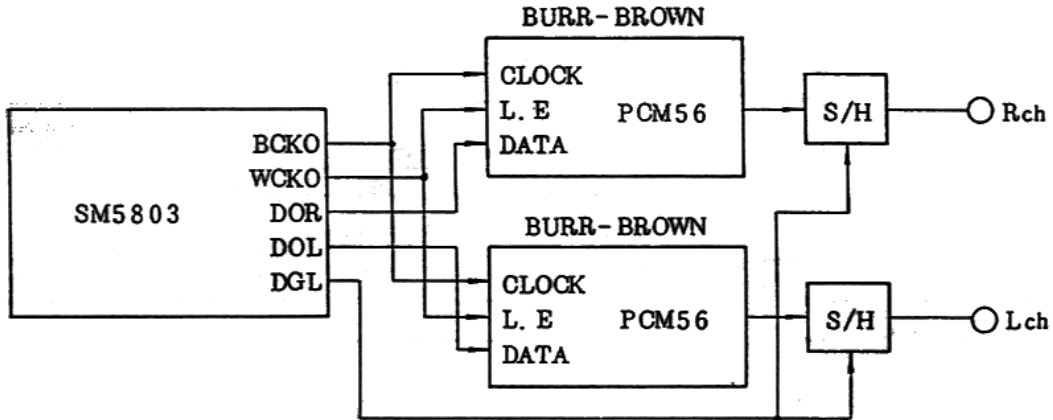 BURR-BROWN
CLOCK
L.E PCM56
DATA
S/H
Rch
SM5803
BCKO
WCKO
DOR
DOL
DGL
BURR-BROWN
CLOCK
L.E PCM56
DATA
S/H
Lch